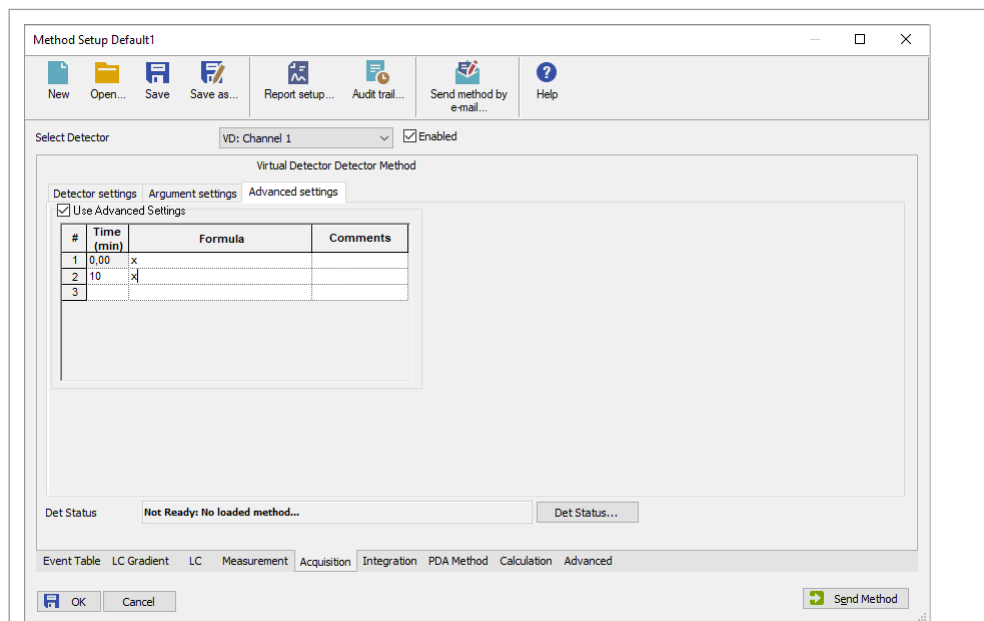 Method Setup Default1
New Open... Save Save as... Report setup... Audit trail... Send method by e-mail... Help
Select Detector VD: Channel 1 Enabled
Virtual Detector Detector Method
Detector settings Argument settings Advanced settings
Use Advanced Settings
# Time (min) Formula Comments
1 0,00 x
2 10 x
3
Det Status Not Ready: No loaded method... Det Status...
Event Table LC Gradient LC Measurement Acquisition Integration PDA Method Calculation Advanced
OK Cancel Send Method